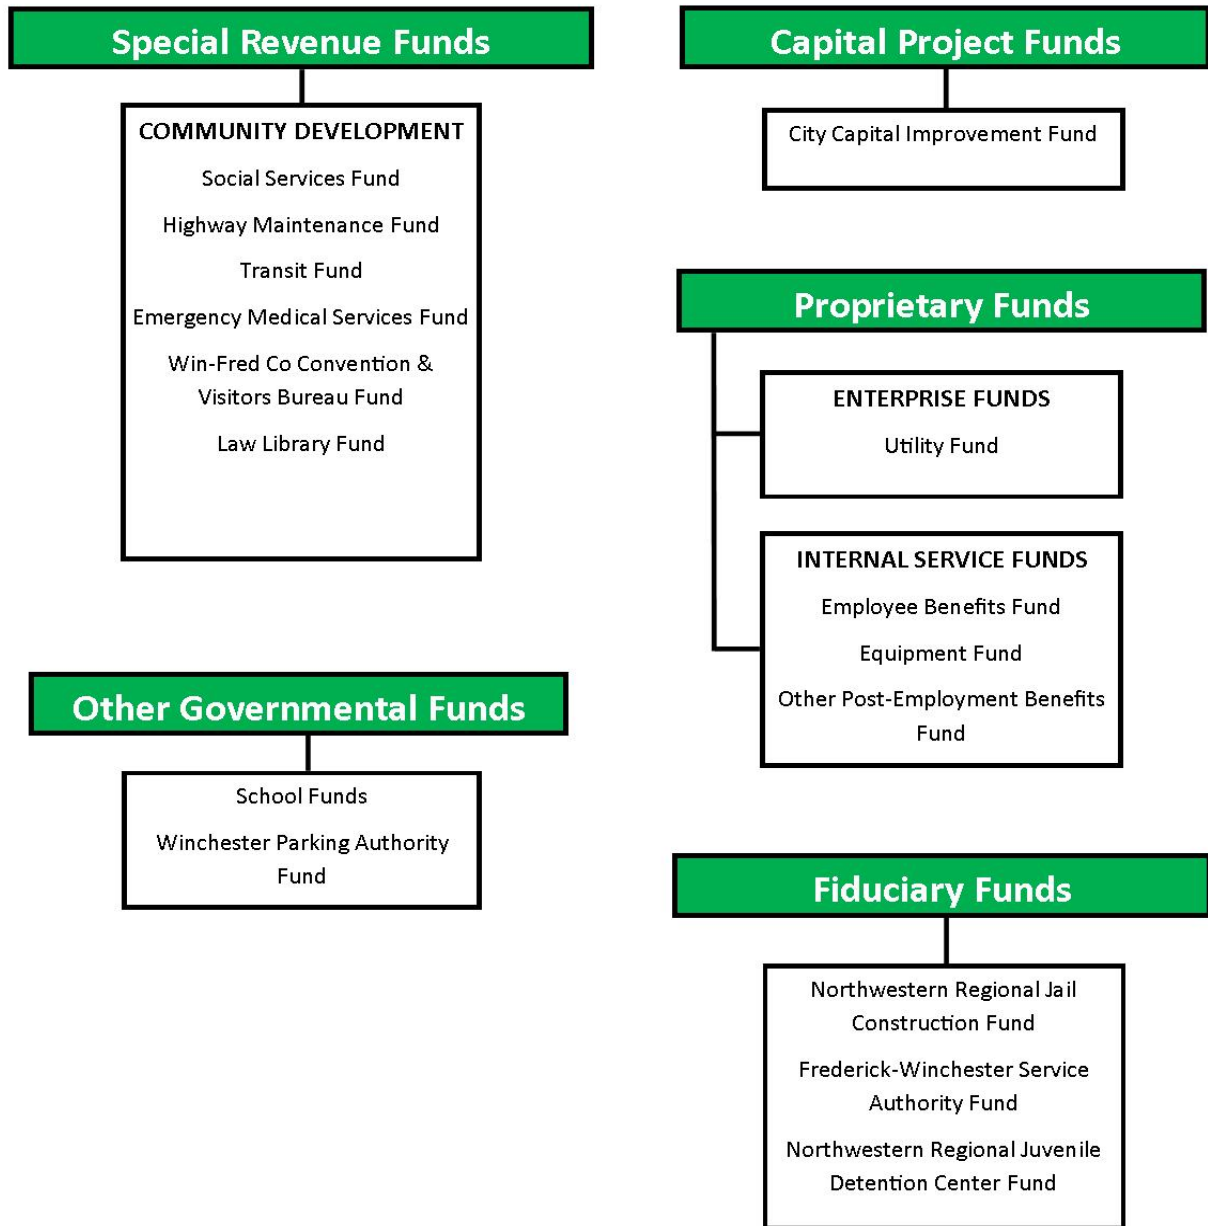 Special Revenue Funds
COMMUNITY DEVELOPMENT
Social Services Fund
Highway Maintenance Fund
Transit Fund
Emergency Medical Services Fund
Win-Fred Co Convention &
Visitors Bureau Fund
Law Library Fund
Other Governmental Funds
School Funds
Winchester Parking Authority
Fund
Capital Project Funds
City Capital Improvement Fund
Proprietary Funds
ENTERPRISE FUNDS
Utility Fund
INTERNAL SERVICE FUNDS
Employee Benefits Fund
Equipment Fund
Other Post-Employment Benefits
Fund
Fiduciary Funds
Northwestern Regional Jail
Construction Fund
Frederick-Winchester Service
Authority Fund
Northwestern Regional Juvenile
Detention Center Fund